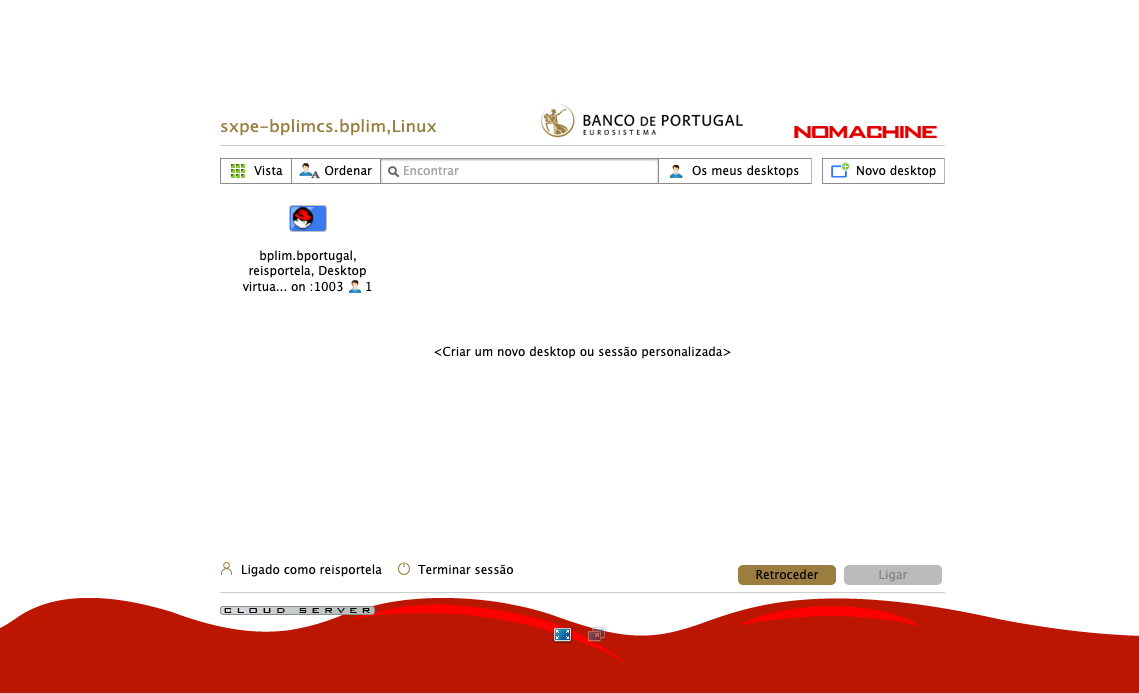 sxpe-bplimcs.bplim,Linux
BANCO DE PORTUGAL
EUROSISTEMA
NOMACHINE
Vista
A Ordenar
Encontrar
Os meus desktops
Novo desktop
bplim.bportugal,
reisportela, Desktop
virtua... on :1003 1
<Criar um novo desktop ou sessão personalizada>
Ligado como reisportela
Terminar sessão
Retroceder
Ligar
CLOUD SERVER